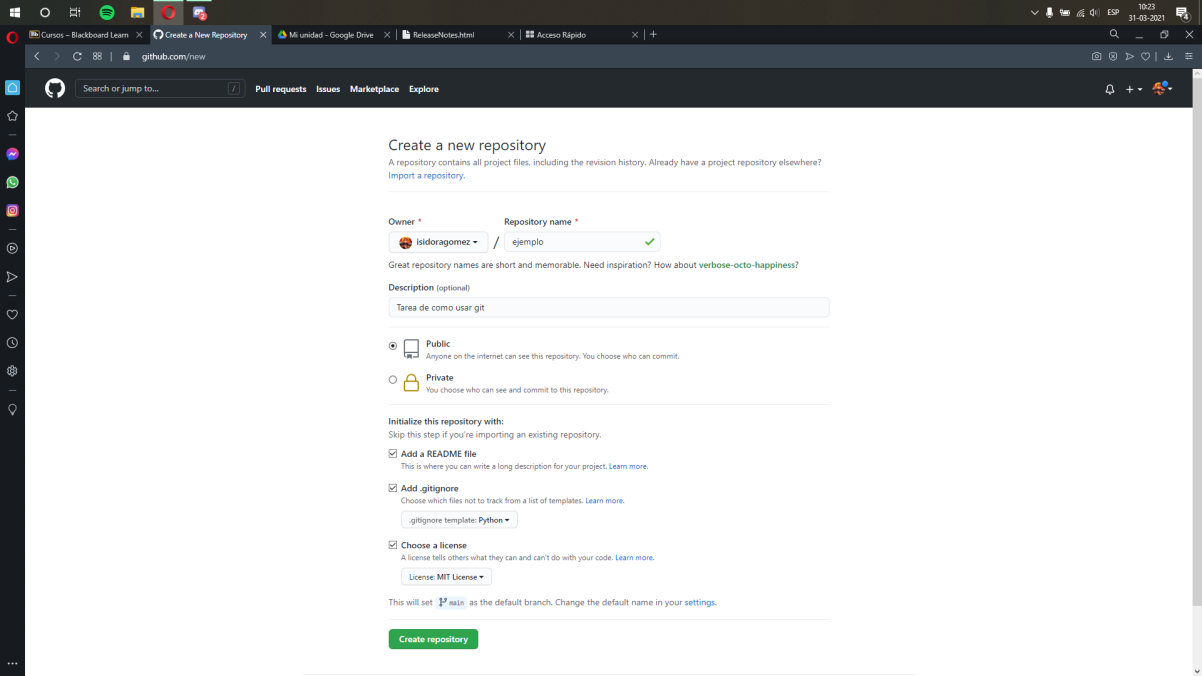 10:23
ESP
31-03-2021
4
2
Bb Cursos – Blackboard Learn
Create a New Repository
Mi unidad - Google Drive
ReleaseNotes.html
Acceso Rápido
github.com/new
Search or jump to...
/
Pull requests
Issues
Marketplace
Explore
Create a new repository
A repository contains all project files, including the revision history. Already have a project repository elsewhere?
Import a repository.
Owner *
Repository name *
isidoragomez
/
ejemplo
Great repository names are short and memorable. Need inspiration? How about verbose-octo-happiness?
Description (optional)
Tarea de como usar git
Public
Anyone on the internet can see this repository. You choose who can commit.
Private
You choose who can see and commit to this repository.
Initialize this repository with:
Skip this step if you're importing an existing repository.
Add a README file
This is where you can write a long description for your project. Learn more.
Add .gitignore
Choose which files not to track from a list of templates. Learn more.
.gitignore template: Python
Choose a license
A license tells others what they can and can't do with your code. Learn more.
License: MIT License
This will set main as the default branch. Change the default name in your settings.
Create repository